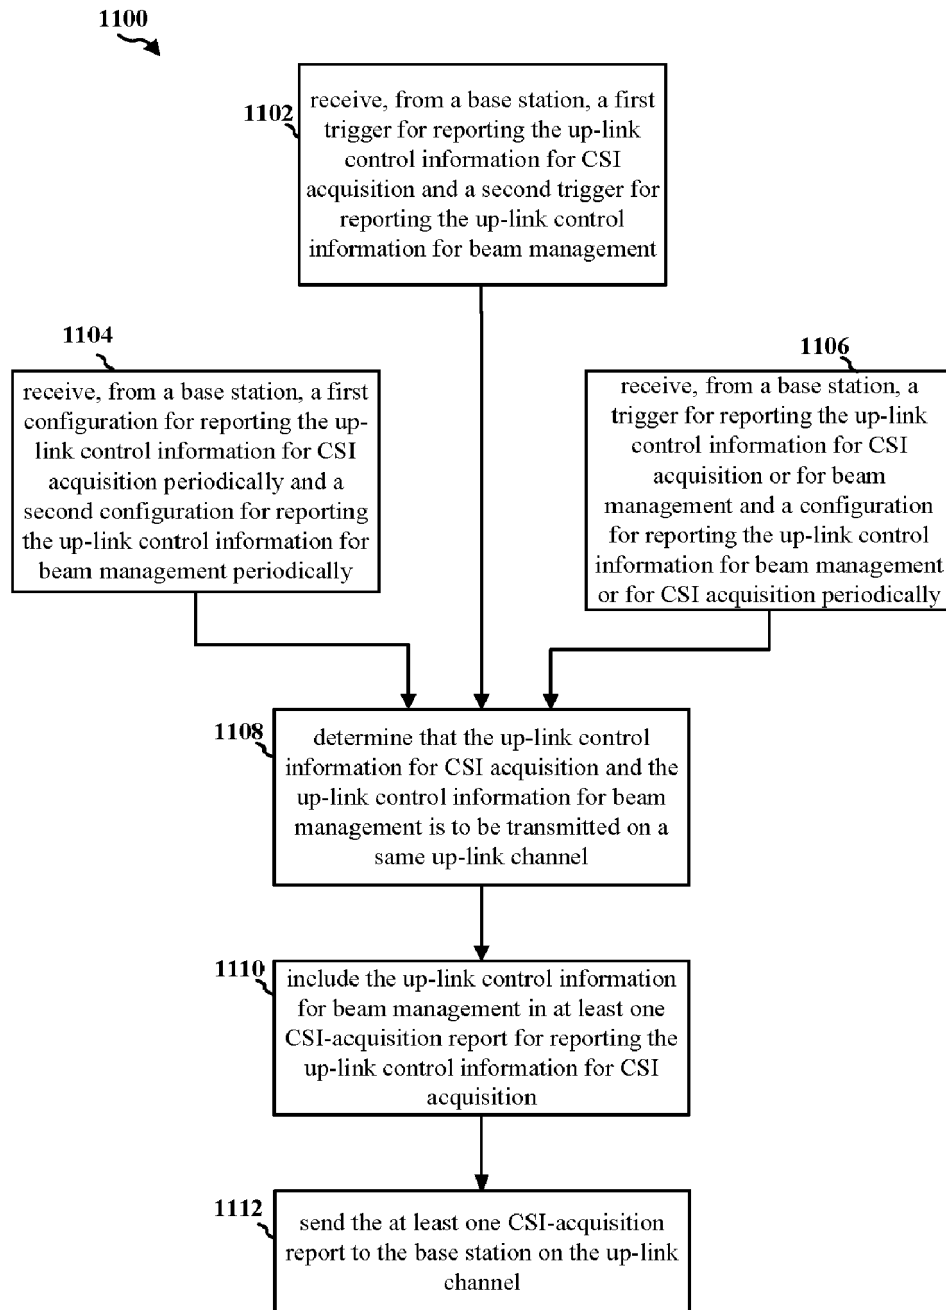 1100
1102
receive, from a base station, a first
trigger for reporting the up-link
control information for CSI
acquisition and a second trigger for
reporting the up-link control
information for beam management
1104
receive, from a base station, a first
configuration for reporting the up-
link control information for CSI
acquisition periodically and a
second configuration for reporting
the up-link control information for
beam management periodically
1106
receive, from a base station, a
trigger for reporting the up-link
control information for CSI
acquisition or for beam
management and a configuration
for reporting the up-link control
information for beam management
or for CSI acquisition periodically
1108
determine that the up-link control
information for CSI acquisition and the
up-link control information for beam
management is to be transmitted on a
same up-link channel
1110
include the up-link control information
for beam management in at least one
CSI-acquisition report for reporting the
up-link control information for CSI
acquisition
1112
send the at least one CSI-acquisition
report to the base station on the up-link
channel